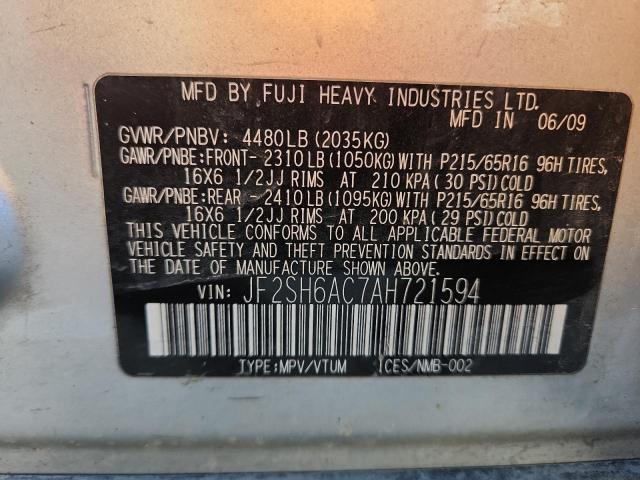 MFD BY FUJI HEAVY INDUSTRIES LTD.
MFD IN 06/09
GVWR/PNBV: 4480LB(2035KG)
GAWR/PNBE:FRONT-2310LB(1050KG)WITH P215/65R16 96H TIRES,
16X6 1/2JJ RIMS AT 210 KPA(30 PSI)COLD
GAWR/PNBE:REAR -2410LB(1095KG)WITH P215/65R16 96H TIRES,
16X6 1/2JJ RIMS AT 200 KPA(29 PSI)COLD
THIS VEHICLE CONFORMS TO ALL APPLICABLE FEDERAL MOTOR
VEHICLE SAFETY AND THEFT PREVENTION STANDARDS IN EFFECT
ON THE DATE OF MANUFACTURE SHOWN ABOVE.
VIN: JF2SH6AC7AH721594
TYPE:MPV/VTUM ICES/NMB-002